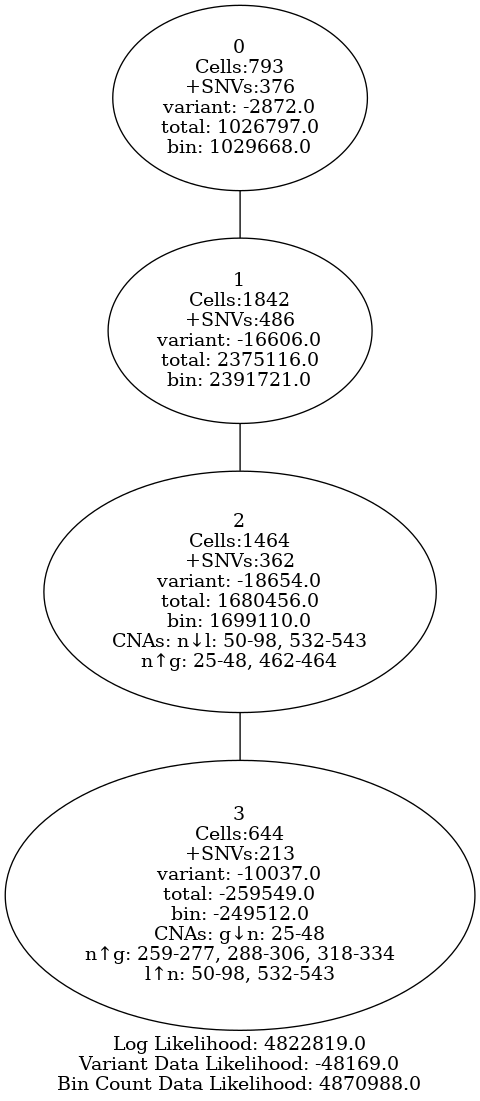 0
Cells:793
+SNVs:376
variant: -2872.0
total: 1026797.0
bin: 1029668.0
1
Cells:1842
+SNVs:486
variant: -16606.0
total: 2375116.0
bin: 2391721.0
2
Cells:1464
+SNVs:362
variant: -18654.0
total: 1680456.0
bin: 1699110.0
CNAs: n↓l: 50-98, 532-543
n↑g: 25-48, 462-464
3
Cells:644
+SNVs:213
variant: -10037.0
total: -259549.0
bin: -249512.0
CNAs: g↓n: 25-48
n↑g: 259-277, 288-306, 318-334
l↑n: 50-98, 532-543
Log Likelihood: 4822819.0
Variant Data Likelihood: -48169.0
Bin Count Data Likelihood: 4870988.0